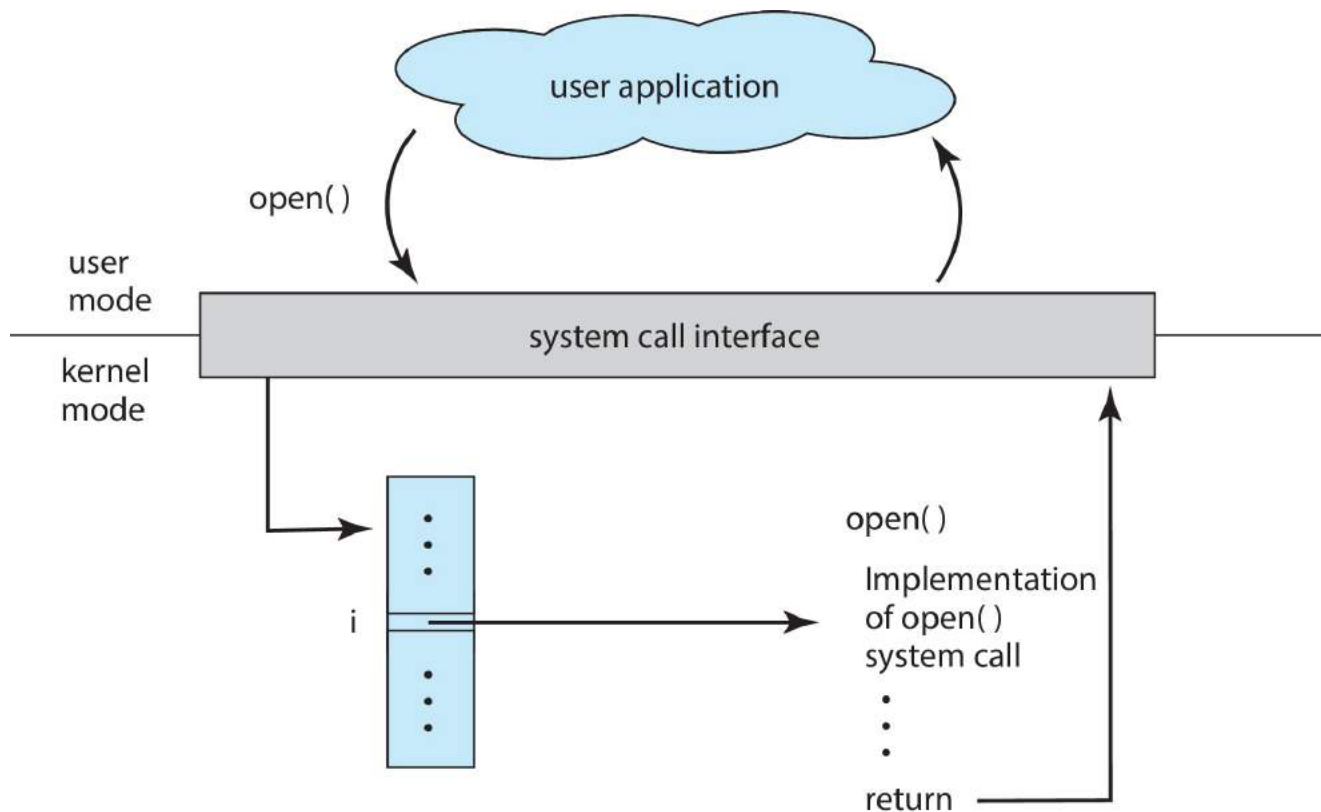 user application
open( )
user
mode
system call interface
kernel
mode
open( )
i
Implementation
of open( )
system call
return